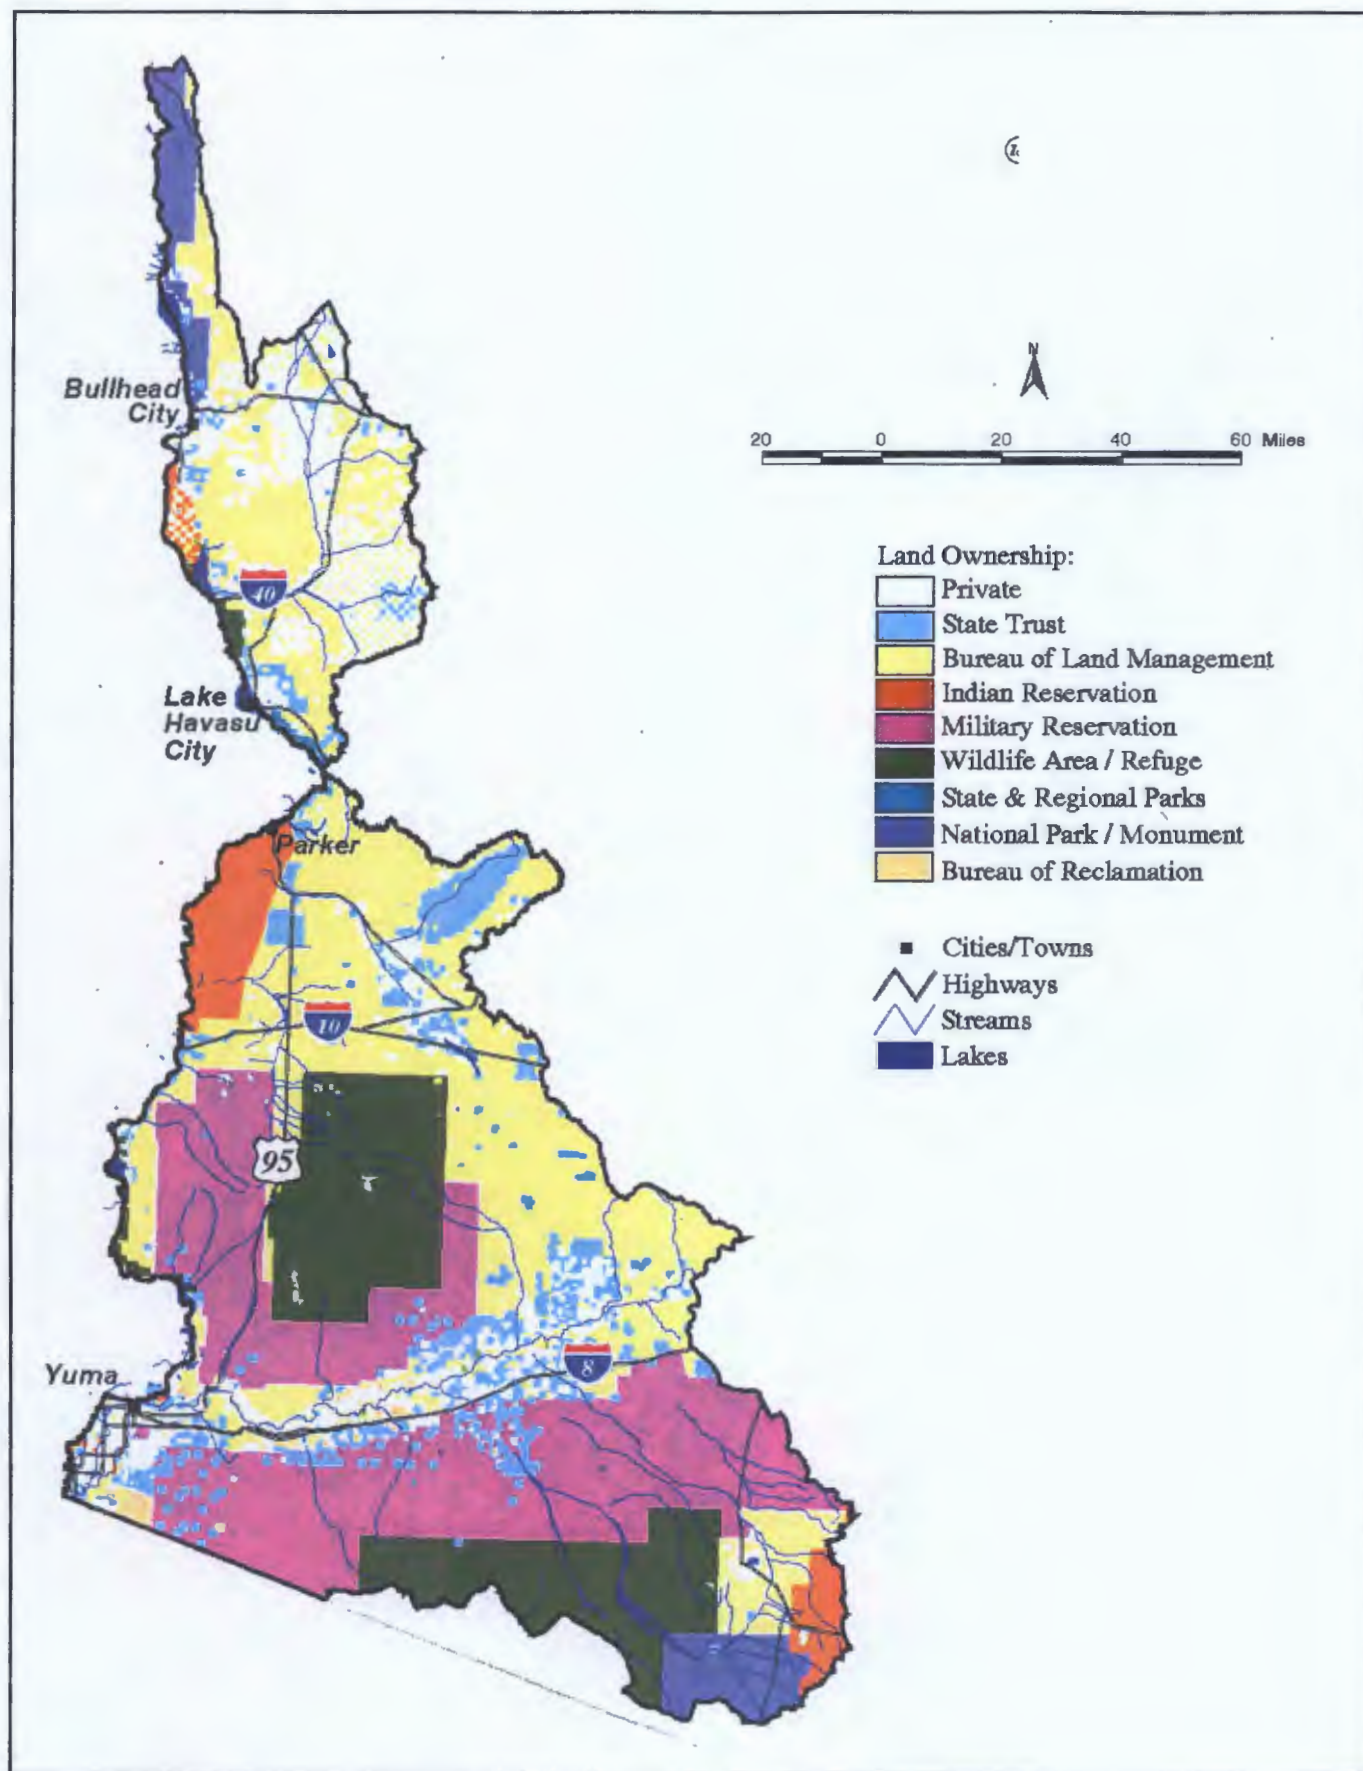 Bullhead
City
40
Lake
Havasu
City
Parker
10
95
Yuma
8
N
20 0 20 40 60 Miles
Land Ownership:
Private
State Trust
Bureau of Land Management
Indian Reservation
Military Reservation
Wildlife Area / Refuge
State & Regional Parks
National Park / Monument
Bureau of Reclamation
Cities/Towns
Highways
Streams
Lakes